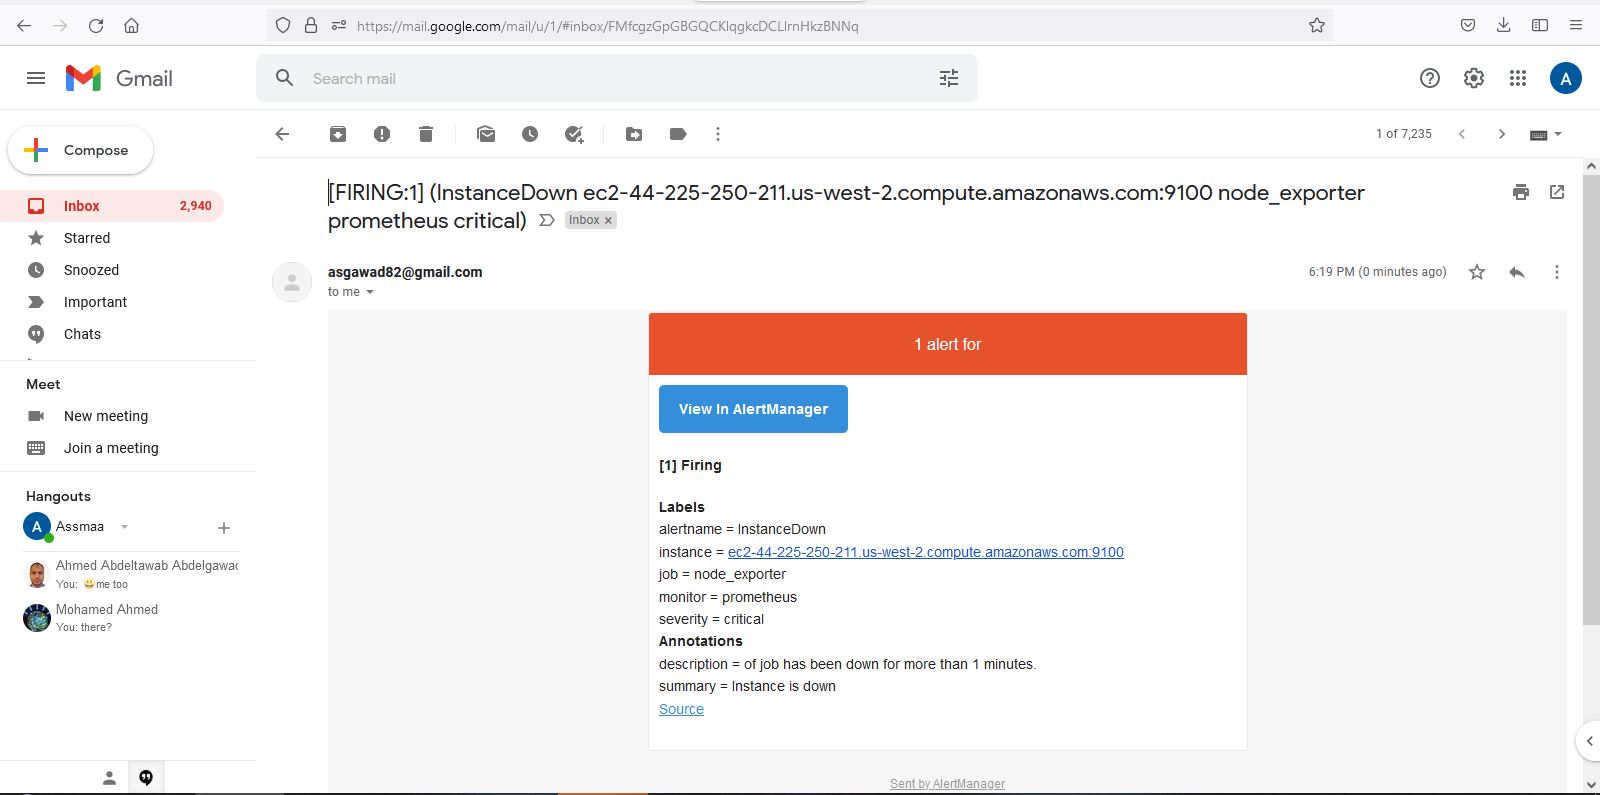 https://mail.google.com/mail/u/1/#inbox/FMfcgzGpGBGQCKlqgkcDCLlrnHkzBNNq
Gmail
Search mail
A
Compose
1 of 7,235
Inbox 2,940
Starred
Snoozed
Important
Chats
Meet
New meeting
Join a meeting
Hangouts
A Assmaa
Ahmed Abdeltawab Abdelgawad
You: 😀me too
Mohamed Ahmed
You: there?
[FIRING:1] (InstanceDown ec2-44-225-250-211.us-west-2.compute.amazonaws.com:9100 node_exporter
prometheus critical) Inbox ×
asgawad82@gmail.com 6:19 PM (0 minutes ago)
to me
1 alert for
View In AlertManager
[1] Firing
Labels
alertname = InstanceDown
instance = ec2-44-225-250-211.us-west-2.compute.amazonaws.com:9100
job = node_exporter
monitor = prometheus
severity = critical
Annotations
description = of job has been down for more than 1 minutes.
summary = Instance is down
Source
Sent by AlertManager